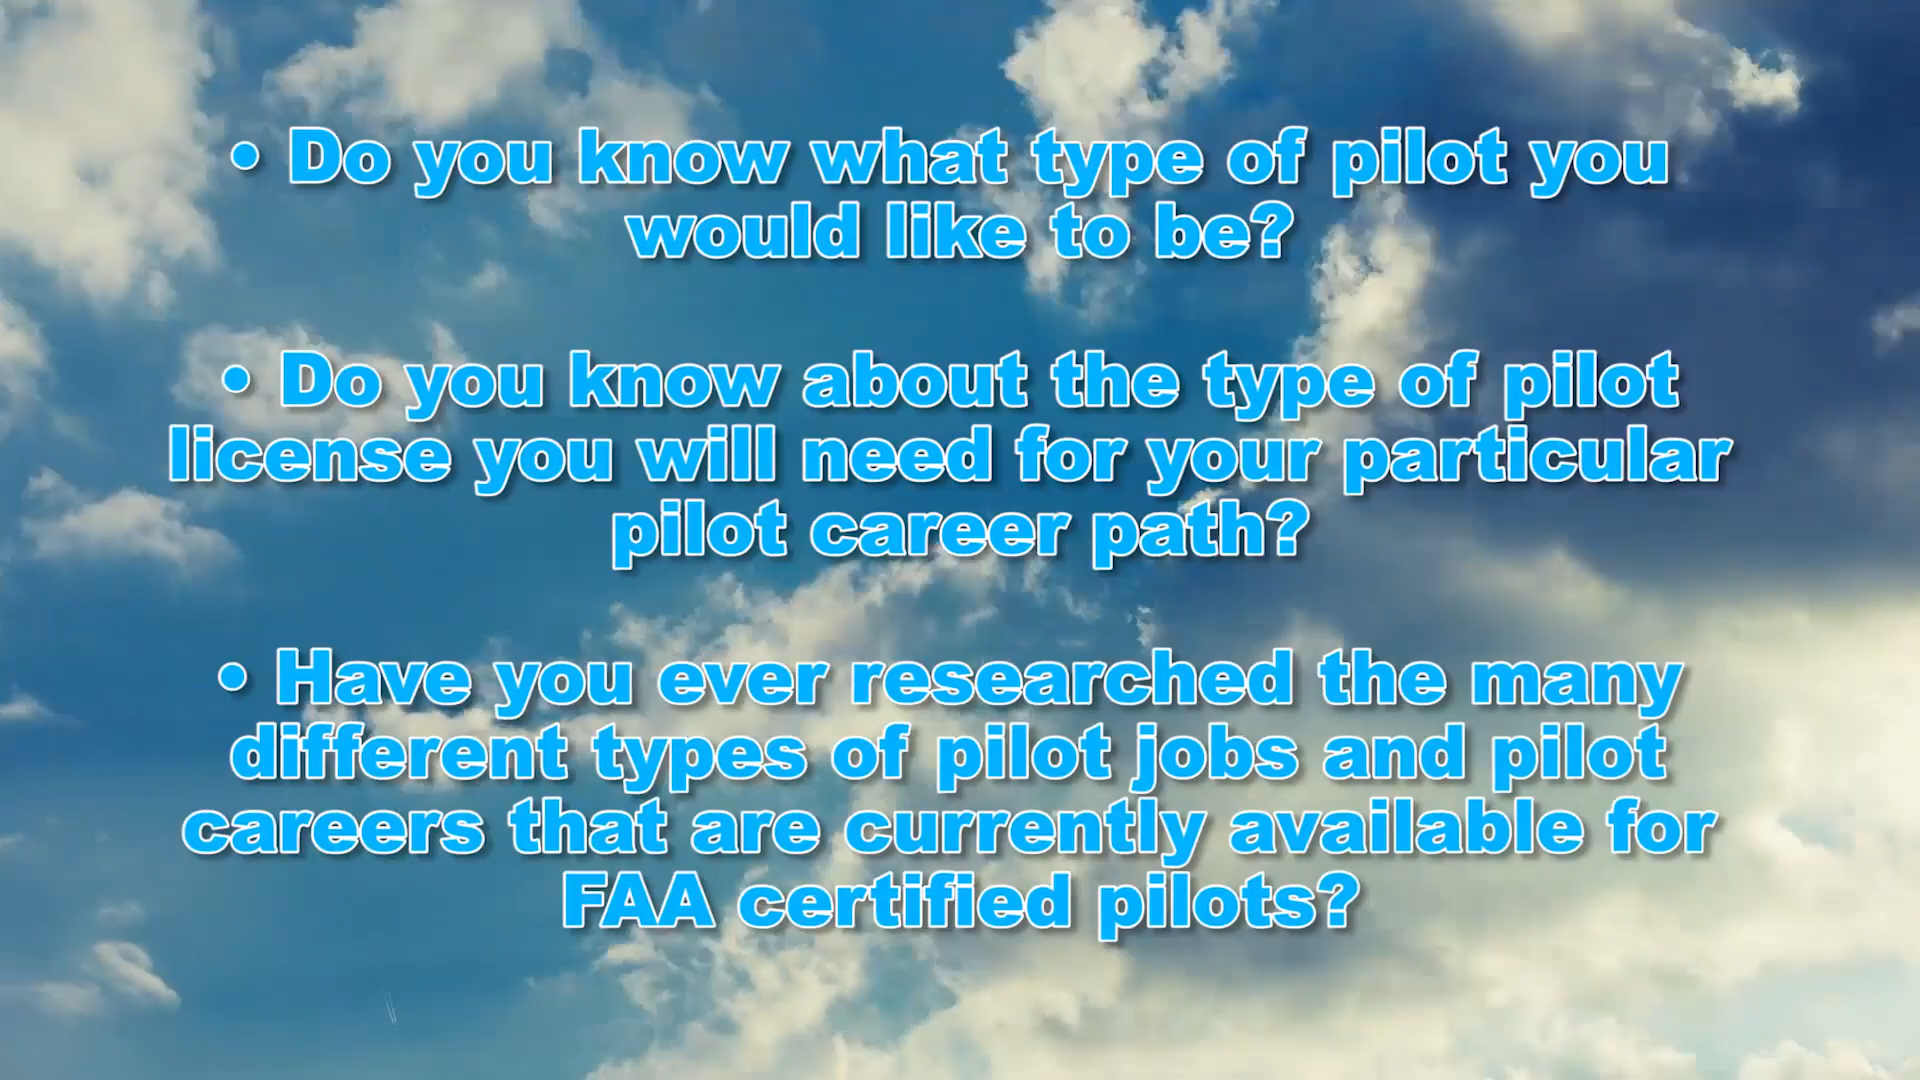 • Do you know what type of pilot you
would like to be?
• Do you know about the type of pilot
license you will need for your particular
pilot career path?
• Have you ever researched the many
different types of pilot jobs and pilot
careers that are currently available for
FAA certified pilots?